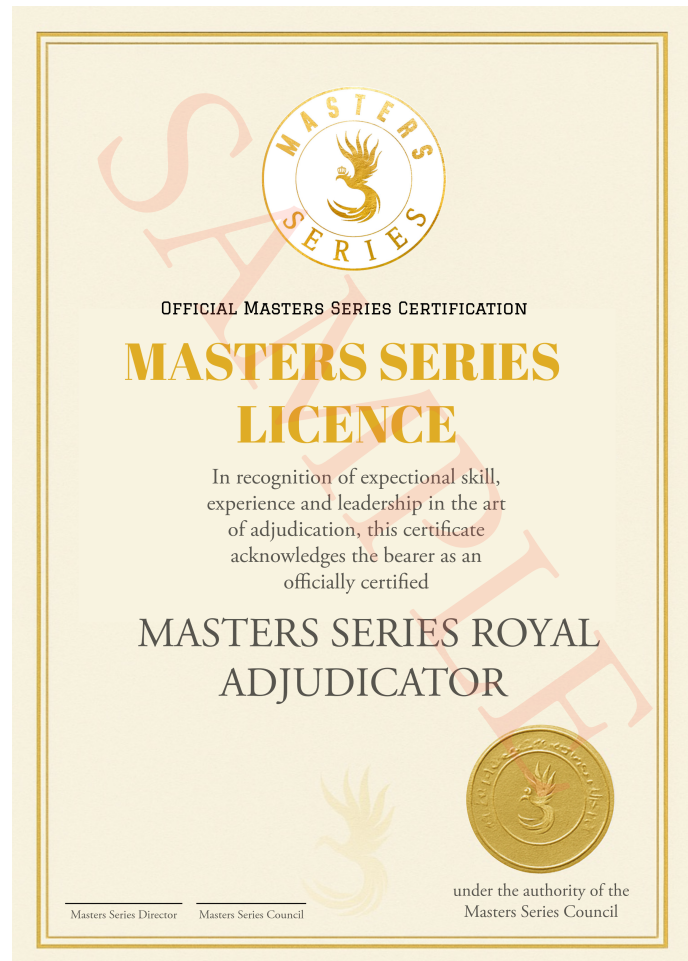 MASTERS
SERIES
Official Masters Series Certification
MASTERS SERIES
LICENCE
In recognition of expectional skill,
experience and leadership in the art
of adjudication, this certificate
acknowledges the bearer as an
officially certified
MASTERS SERIES ROYAL
ADJUDICATOR
SAMPLE
under the authority of the
Masters Series Council
Masters Series Director
Masters Series Council